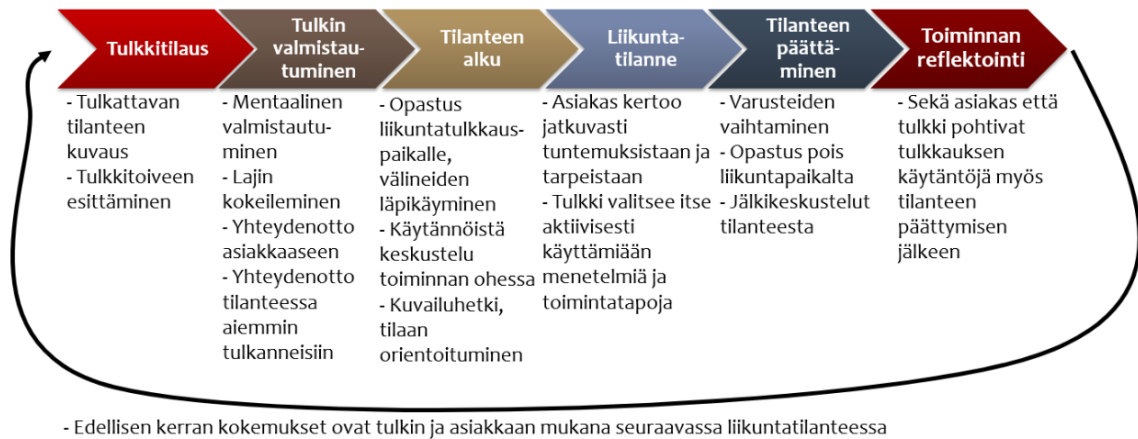 Tulkkitilaus
Tulkin
valmistau-
tuminen
Tilanteen
alku
Liikunta-
tilanne
Tilanteen
päättä-
minen
Toiminnan
reflektointi
- Tulkattavan
tilanteen
kuvaus
- Tulkkitoiveen
esittäminen
- Mentaalinen
valmistautu-
minen
- Lajin
kokeileminen
- Yhteydenotto
asiakkaaseen
- Yhteydenotto
tilanteessa
aiemmin
tulkanneisiin
- Opastus
liikuntatulkkaus-
paikalle,
välineiden
läpikäyminen
- Käytännöistä
keskustelu
toiminnan ohessa
- Kuvailuhetki,
tilaan
orientoituminen
- Asiakas kertoo
jatkuvasti
tuntemuksistaan ja
tarpeistaan
- Tulkki valitsee itse
aktiivisesti
käyttämiään
menetelmiä ja
toimintatapoja
- Varusteiden
vaihtaminen
- Opastus pois
liikuntapaikalta
- Jälkikeskustelut
tilanteesta
- Sekä asiakas että
tulkki pohtivat
tulkkauksen
käytäntöjä myös
tilanteen
päättymisen
jälkeen
- Edellisen kerran kokemukset ovat tulkin ja asiakkaan mukana seuraavassa liikuntatilanteessa